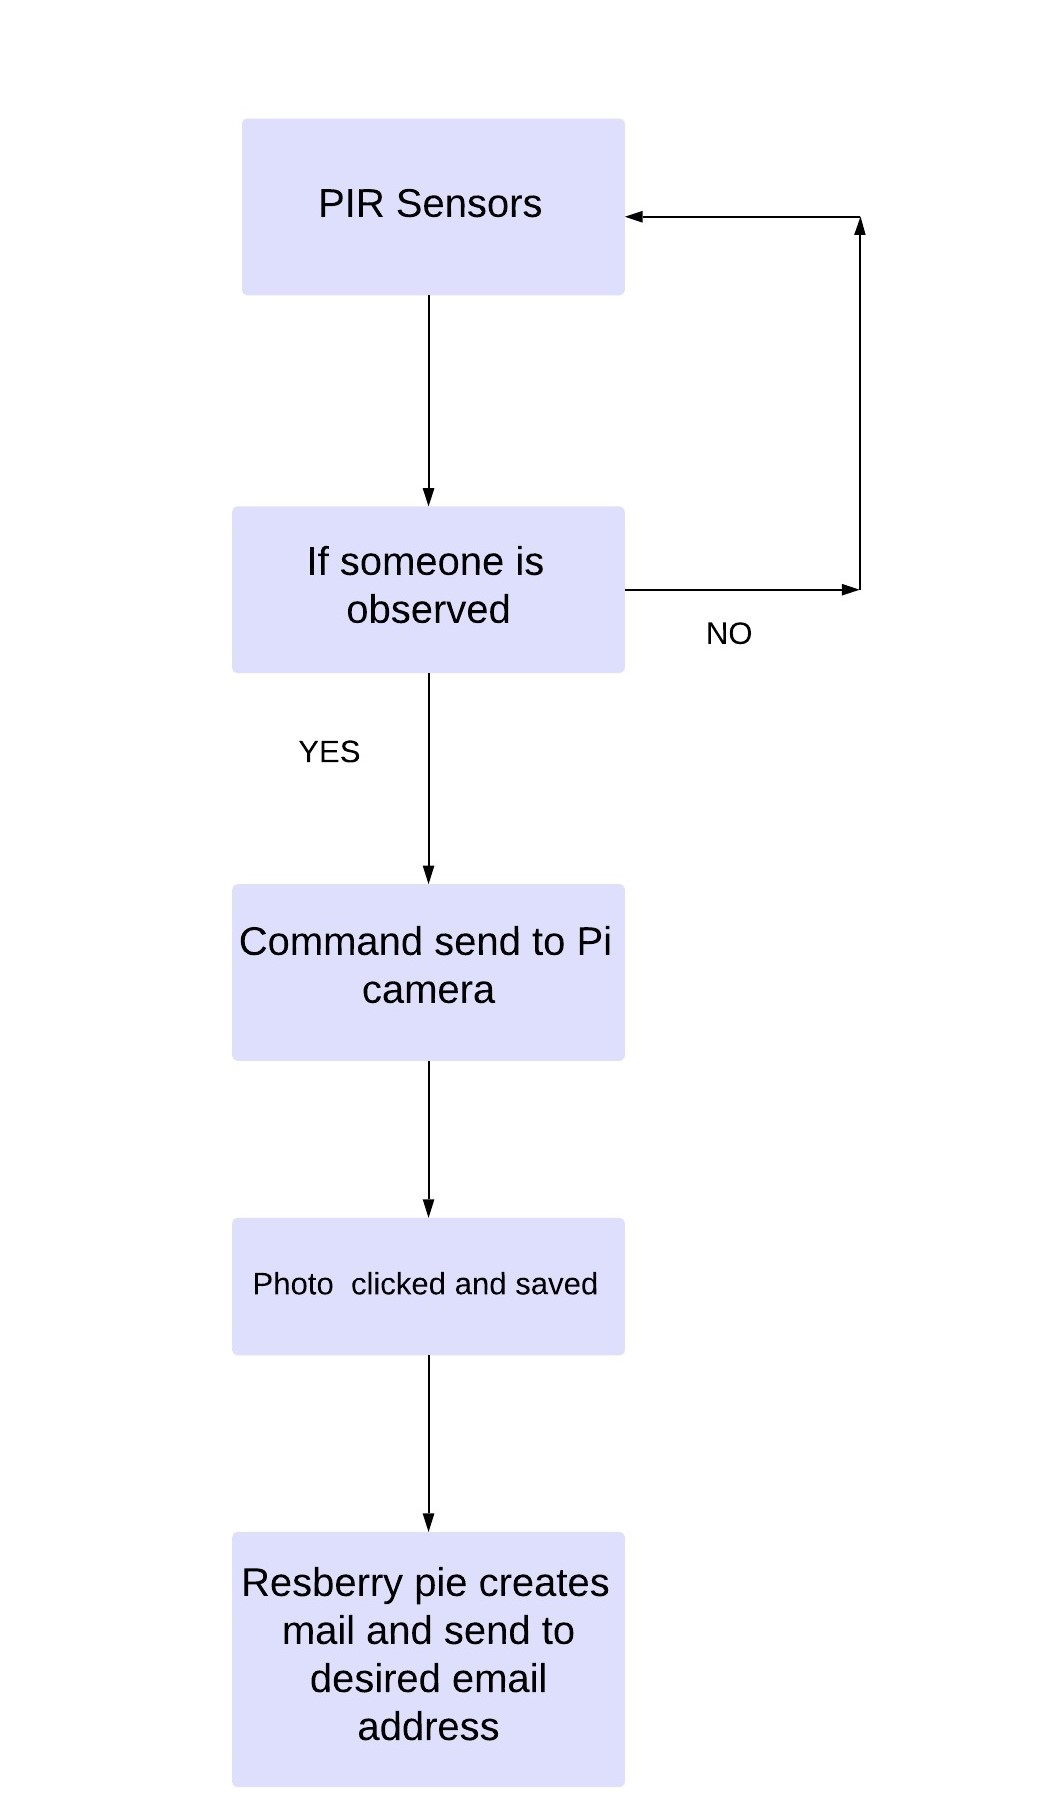 PIR Sensors
If someone is
observed
NO
YES
Command send to Pi
camera
Photo  clicked and saved
Resberry pie creates
mail and send to
desired email
address